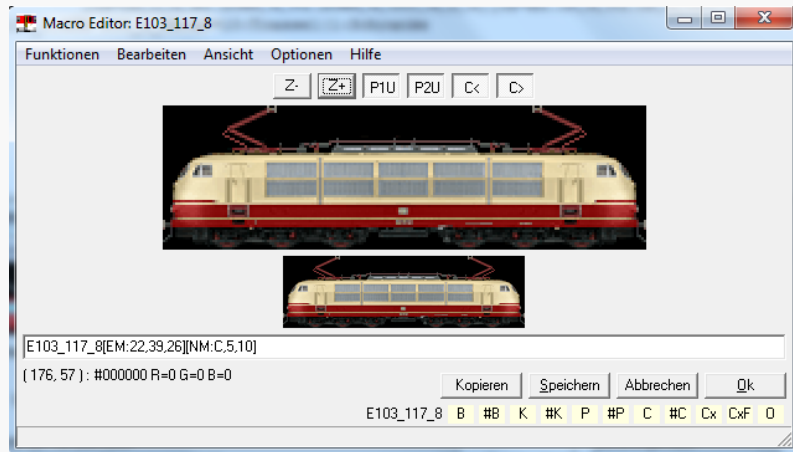 Macro Editor: E103_117_8
Funktionen Bearbeiten Ansicht Optionen Hilfe
Z- Z+ P1U P2U C< C>
E103_117_8[EM:22,39,26][NM:C,5,10]
( 176, 57 ) : #000000 R=0 G=0 B=0
Kopieren Speichern Abbrechen Ok
E103_117_8 B #B K #K P #P C #C Cx CxF O